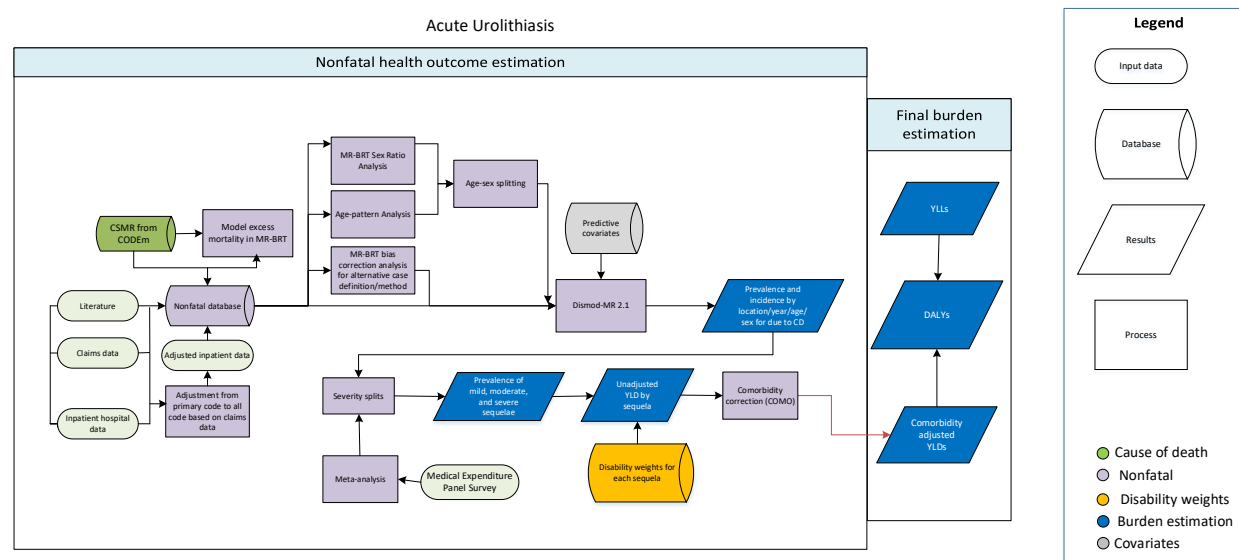 Acute Urolithiasis
Nonfatal health outcome estimation
MR-BRT Sex Ratio
Analysis
Age-sex splitting
Age-pattern Analysis
CSMR from
CODEm
Model excess
mortality in MR-BRT
Predictive
covariates
MR-BRT bias
correction analysis
for alternative case
definition/method
Literature
Nonfatal database
Dismod-MR 2.1
Prevalence and
incidence by
location/year/age/
sex for due to CD
Claims data
Adjusted inpatient data
Inpatient hospital
data
Adjustment from
primary code to all
code based on claims
data
Severity splits
Prevalence of
mild, moderate,
and severe
sequelae
Unadjusted
YLD by
sequela
Comorbidity
correction (COMO)
Meta-analysis
Medical Expenditure
Panel Survey
Disability weights for
each sequela
Final burden
estimation
YLLs
DALYs
Comorbidity
adjusted
YLDs
Legend
Input data
Database
Results
Process
Cause of death
Nonfatal
Disability weights
Burden estimation
Covariates